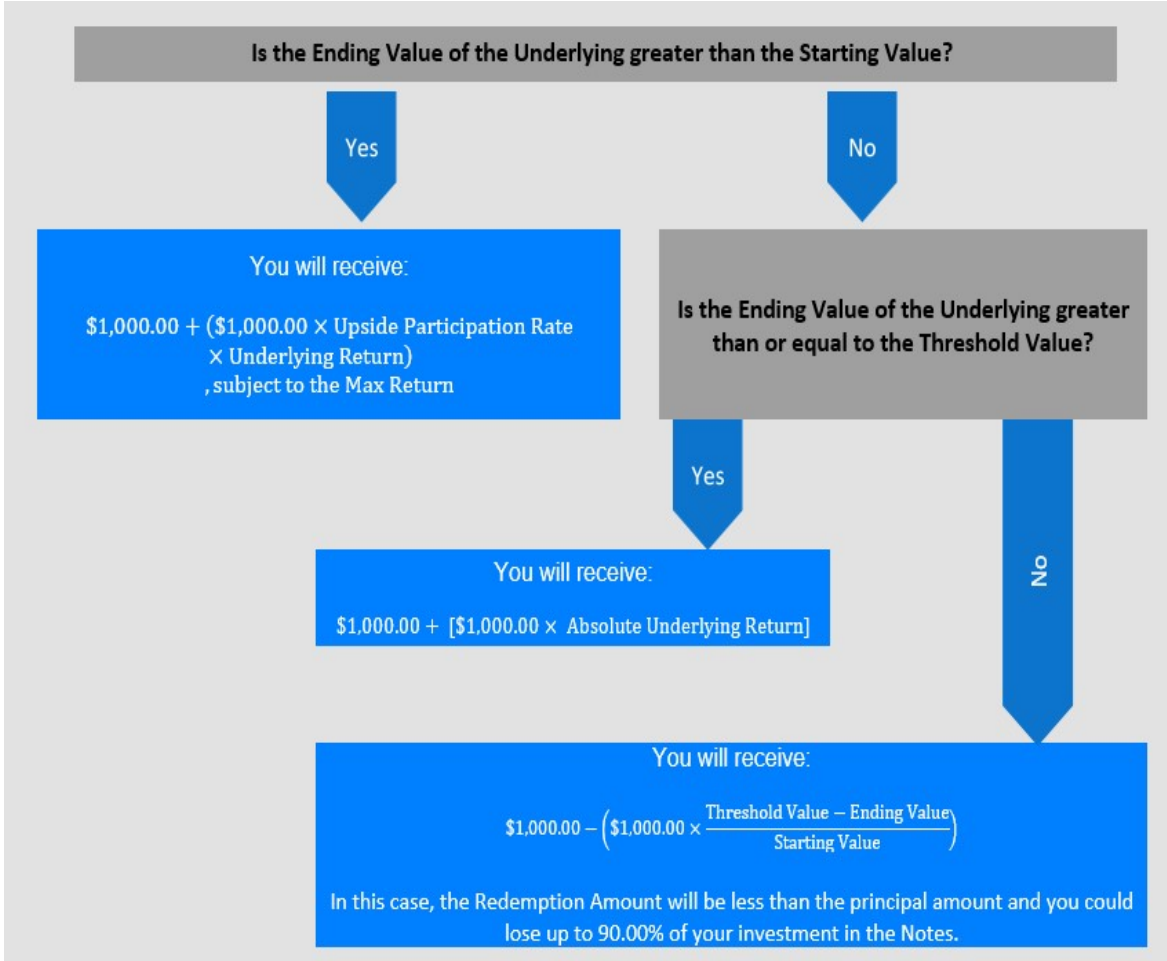 Is the Ending Value of the Underlying greater than the Starting Value?
Yes
No
You will receive:
$1,000.00 + ($1,000.00 × Upside Participation Rate
× Underlying Return)
, subject to the Max Return
Is the Ending Value of the Underlying greater
than or equal to the Threshold Value?
Yes
No
You will receive:
$1,000.00 + [$1,000.00 × Absolute Underlying Return]
You will receive:
$1,000.00 − ($1,000.00 × Threshold Value − Ending Value
Starting Value)
In this case, the Redemption Amount will be less than the principal amount and you could
lose up to 90.00% of your investment in the Notes.